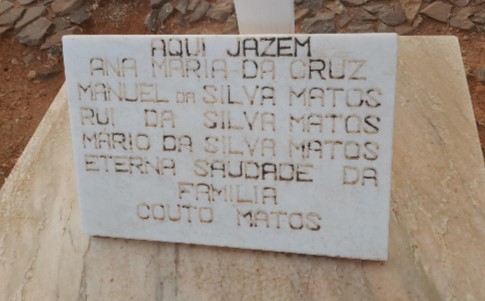 AQUI JAZEM
ANA MARIA DA CRUZ
MANUEL DA SILVA MATOS
RUI DA SILVA MATOS
MÁRIO DA SILVA MATOS
ETERNA SAUDADE DA
FAMILIA
COUTO MATOS